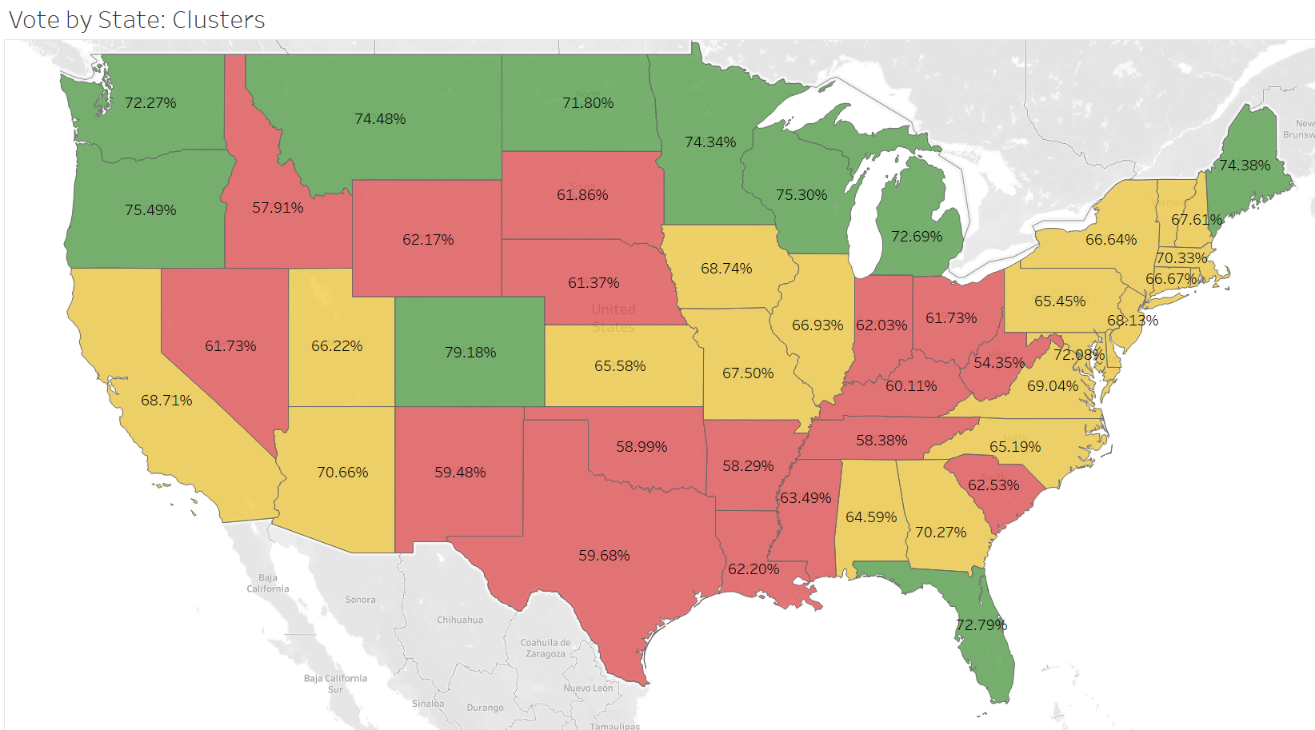 Vote by State: Clusters
72.27%
74.48%
71.80%
74.34%
75.30%
72.69%
74.38%
New
Brunsw
75.49%
57.91%
62.17%
61.86%
61.37%
68.74%
66.93%
62.03%
61.73%
65.45%
66.64%
67.61%
70.33%
66.67%
68.13%
72.08%
54.35%
69.04%
United
States
61.73%
66.22%
79.18%
65.58%
67.50%
60.11%
68.71%
70.66%
59.48%
58.99%
58.29%
58.38%
65.19%
62.53%
63.49%
64.59%
70.27%
59.68%
62.20%
72.79%
Baja
California
Sonora
Chihuahua
Coahuila de
Zaragoza
Baja California
Sur
Sinaloa
Durango
Nuevo León
Tamaulipas